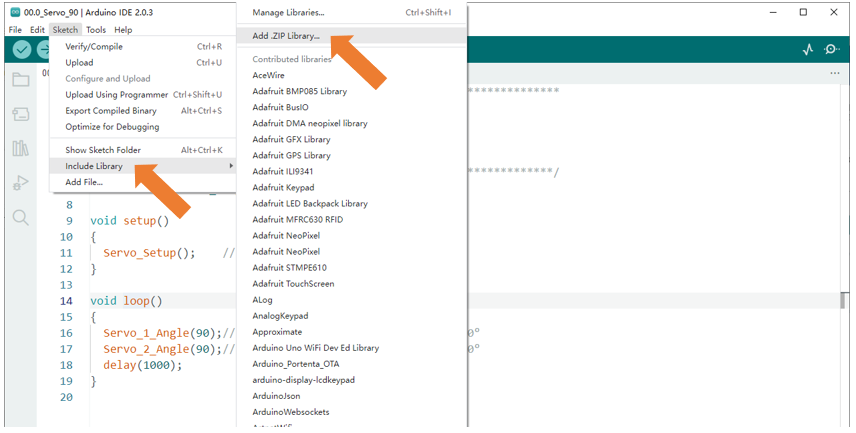 00.0_Servo_90 | Arduino IDE 2.0.3
File Edit Sketch Tools Help
Verify/Compile Ctrl+R
Upload Ctrl+U
Configure and Upload
Upload Using Programmer Ctrl+Shift+U
Export Compiled Binary Alt+Ctrl+S
Optimize for Debugging
Show Sketch Folder Alt+Ctrl+K
Include Library
Add File...
Manage Libraries... Ctrl+Shift+I
Add .ZIP Library...
Contributed libraries
AceWire
Adafruit BMP085 Library
Adafruit BusIO
Adafruit DMA neopixel library
Adafruit GFX Library
Adafruit GPS Library
Adafruit ILI9341
Adafruit Keypad
Adafruit LED Backpack Library
Adafruit MFRC630 RFID
Adafruit NeoPixel
Adafruit NeoPixel
Adafruit STMPE610
Adafruit TouchScreen
ALog
AnalogKeypad
Approximate
Arduino Uno WiFi Dev Ed Library
Arduino_Portenta_OTA
arduino-display-lcdkeypad
ArduinoJson
ArduinoWebsockets
00
***************
*************/
8
9 void setup()
10 {
11 Servo_Setup(); //
12 }
13
14 void loop()
15 {
16 Servo_1_Angle(90);// 0°
17 Servo_2_Angle(90);// 0°
18 delay(1000);
19 }
20